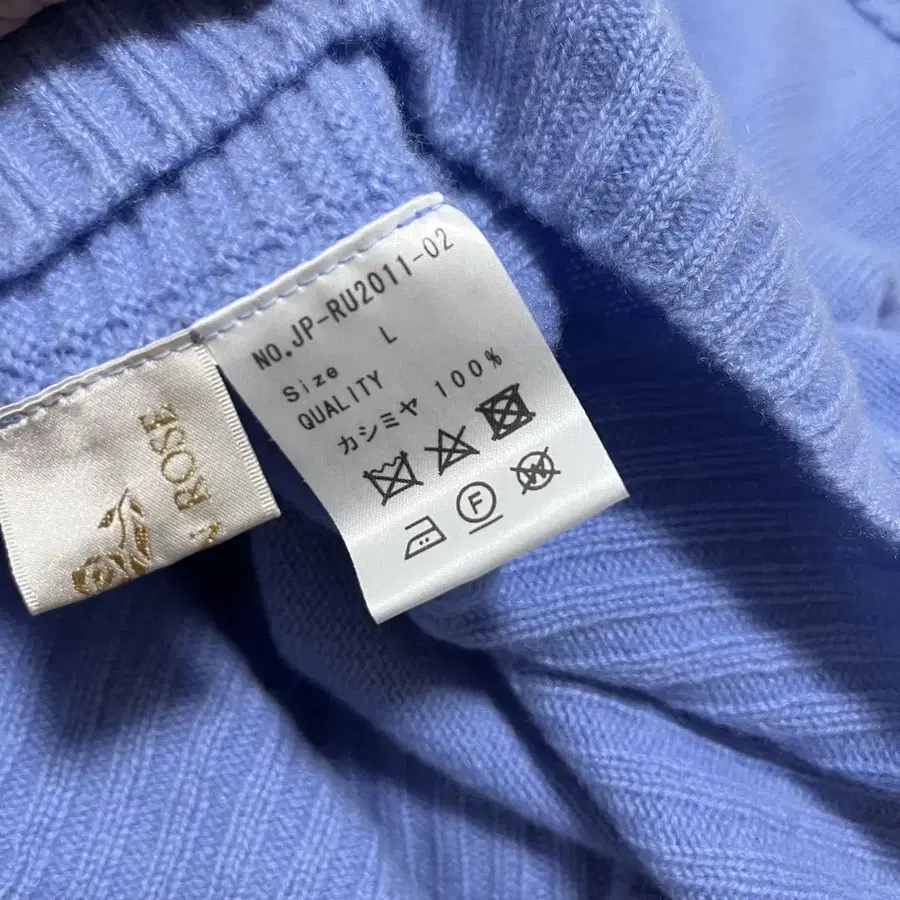 NO.JP-RU2011-02
Size L
QUALITY
カシミヤ 100%
F
W
ROSE